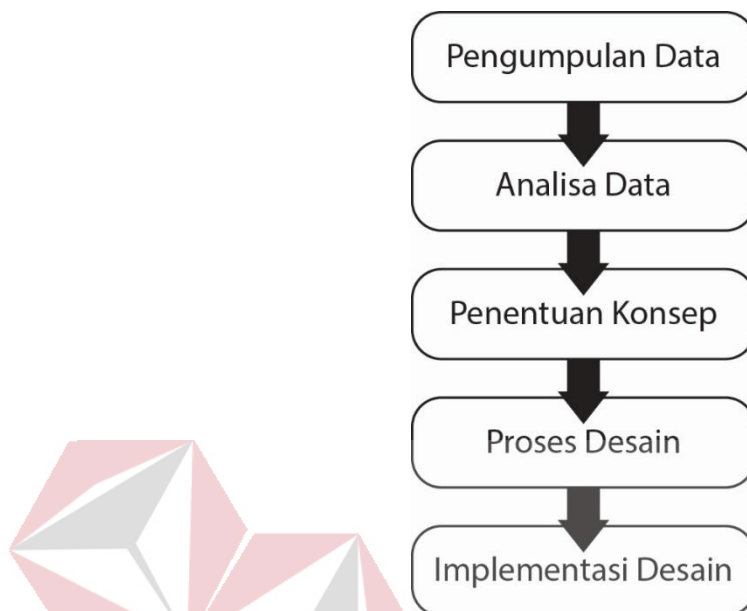 Pengumpulan Data
Analisa Data
Penentuan Konsep
Proses Desain
Implementasi Desain